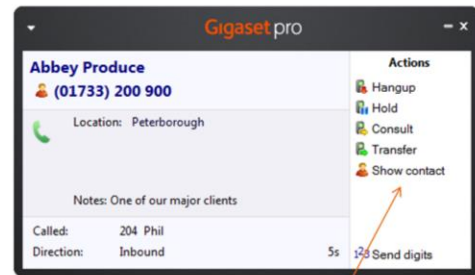 Gigaset pro
Abbey Produce
(01733) 200 900
Location: Peterborough
Notes: One of our major clients
Called: 204 Phil
Direction: Inbound 5s
Actions
Hangup
Hold
Consult
Transfer
Show contact
123 Send digits